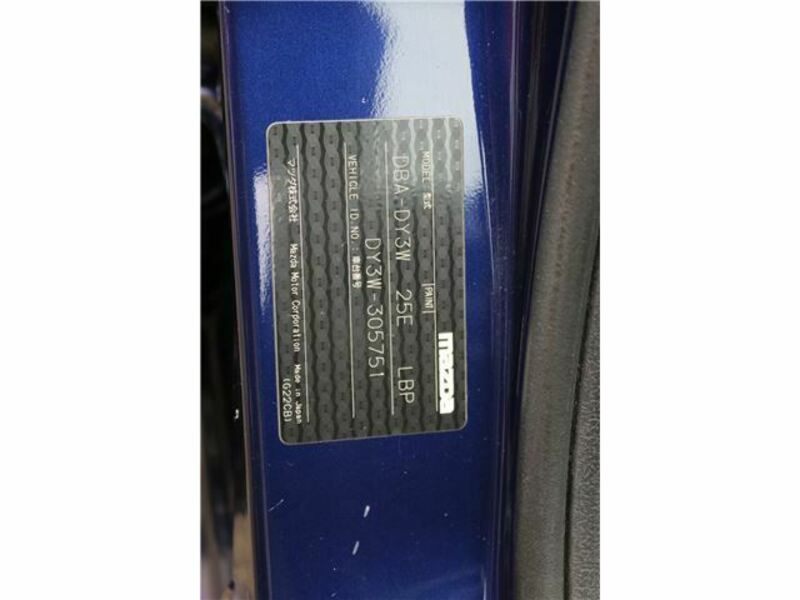 mazda
MODEL 型式 [PAINT]
DBA-DY3W 25E LBP
VEHICLE ID.NO.:車台番号
DY3W-305751
マツダ株式会社 Mazda Motor Corporation Made in Japan
(G22CB)